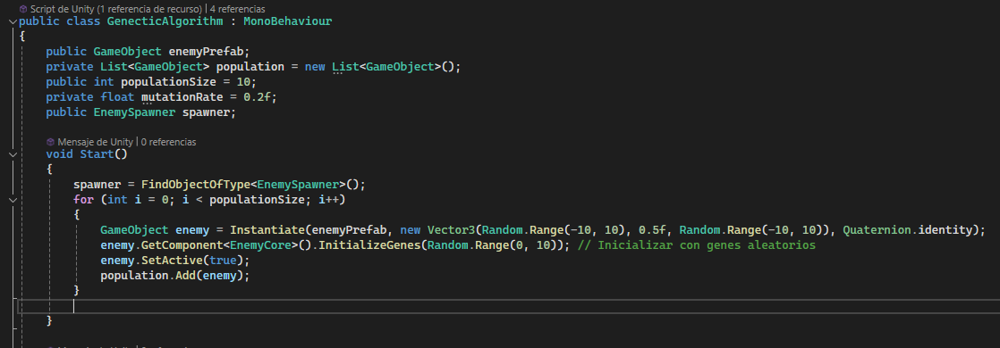 Script de Unity (1 referencia de recurso) | 4 referencias
public class GenecticAlgorithm : MonoBehaviour
{
public GameObject enemyPrefab;
private List<GameObject> population = new List<GameObject>();
public int populationSize = 10;
private float mutationRate = 0.2f;
public EnemySpawner spawner;
Mensaje de Unity | 0 referencias
void Start()
{
spawner = FindObjectOfType<EnemySpawner>();
for (int i = 0; i < populationSize; i++)
{
GameObject enemy = Instantiate(enemyPrefab, new Vector3(Random.Range(-10, 10), 0.5f, Random.Range(-10, 10)), Quaternion.identity);
enemy.GetComponent<EnemyCore>().InitializeGenes(Random.Range(0, 10)); // Inicializar con genes aleatorios
enemy.SetActive(true);
population.Add(enemy);
}
}